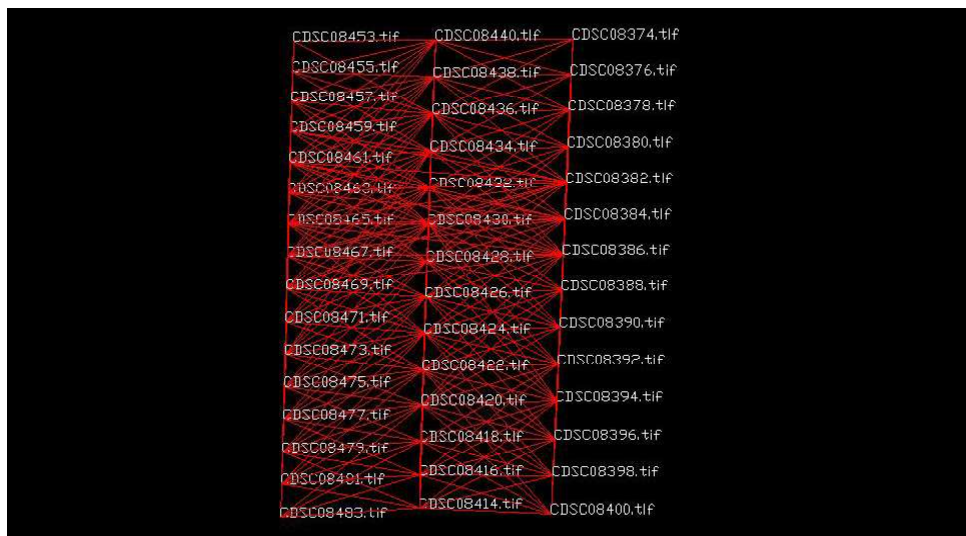 CDSC08453.tif CDSC08440.tif CDSC08374.tif
CDSC08455.tif CDSC08438.tif CDSC08376.tif
CDSC08457.tif CDSC08436.tif CDSC08378.tif
CDSC08459.tif CDSC08434.tif CDSC08380.tif
CDSC08461.tif CDSC08432.tif CDSC08382.tif
CDSC08463.tif CDSC08430.tif CDSC08384.tif
CDSC08465.tif CDSC08428.tif CDSC08386.tif
CDSC08467.tif CDSC08426.tif CDSC08388.tif
CDSC08469.tif CDSC08424.tif CDSC08390.tif
CDSC08471.tif CDSC08422.tif CDSC08392.tif
CDSC08473.tif CDSC08420.tif CDSC08394.tif
CDSC08475.tif CDSC08418.tif CDSC08396.tif
CDSC08477.tif CDSC08416.tif CDSC08398.tif
CDSC08479.tif CDSC08414.tif CDSC08400.tif
CDSC08481.tif
CDSC08483.tif